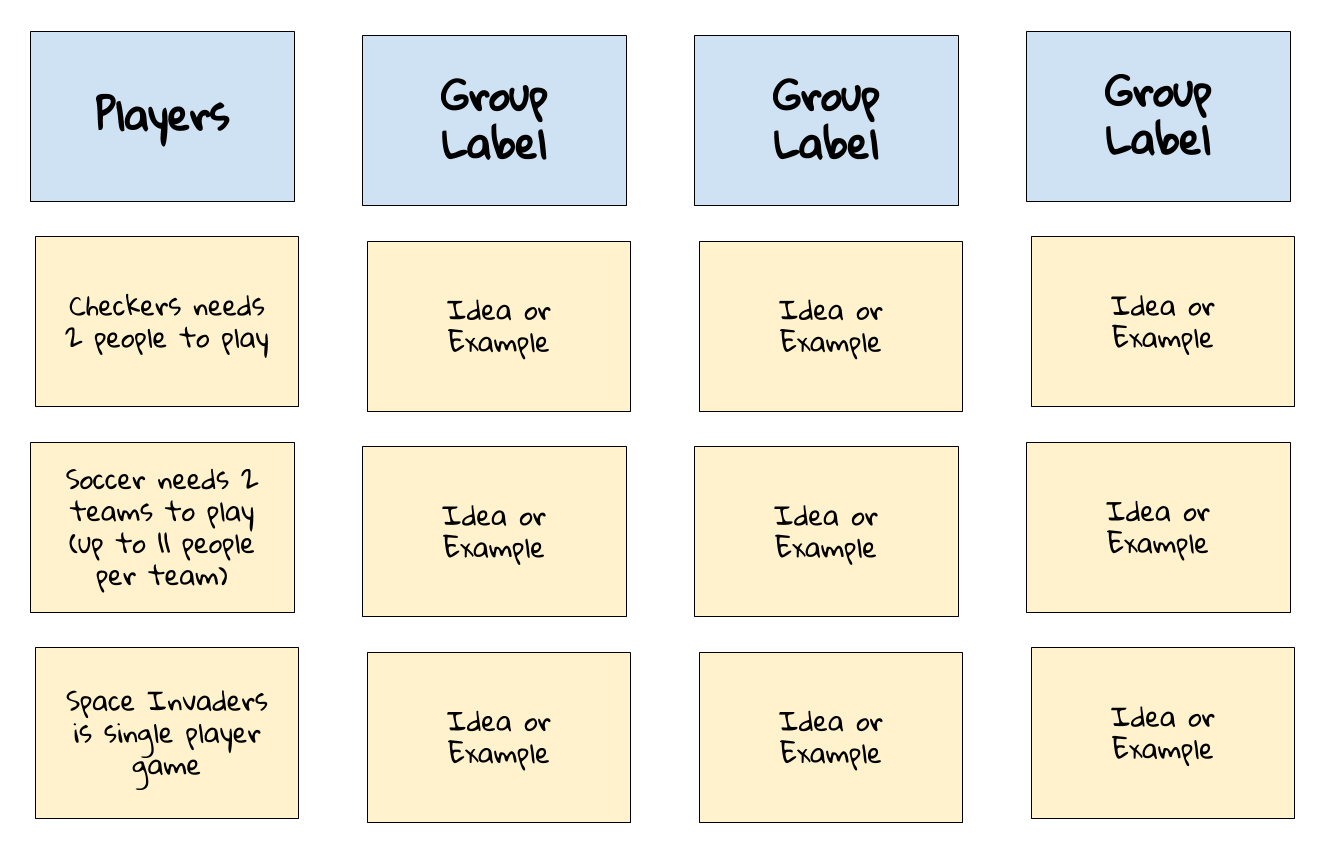 Players
Group
Label
Group
Label
Group
Label
Checkers needs
2 people to play
Idea or
Example
Idea or
Example
Idea or
Example
Soccer needs 2
teams to play
(up to 11 people
per team)
Idea or
Example
Idea or
Example
Idea or
Example
Space Invaders
is single player
game
Idea or
Example
Idea or
Example
Idea or
Example